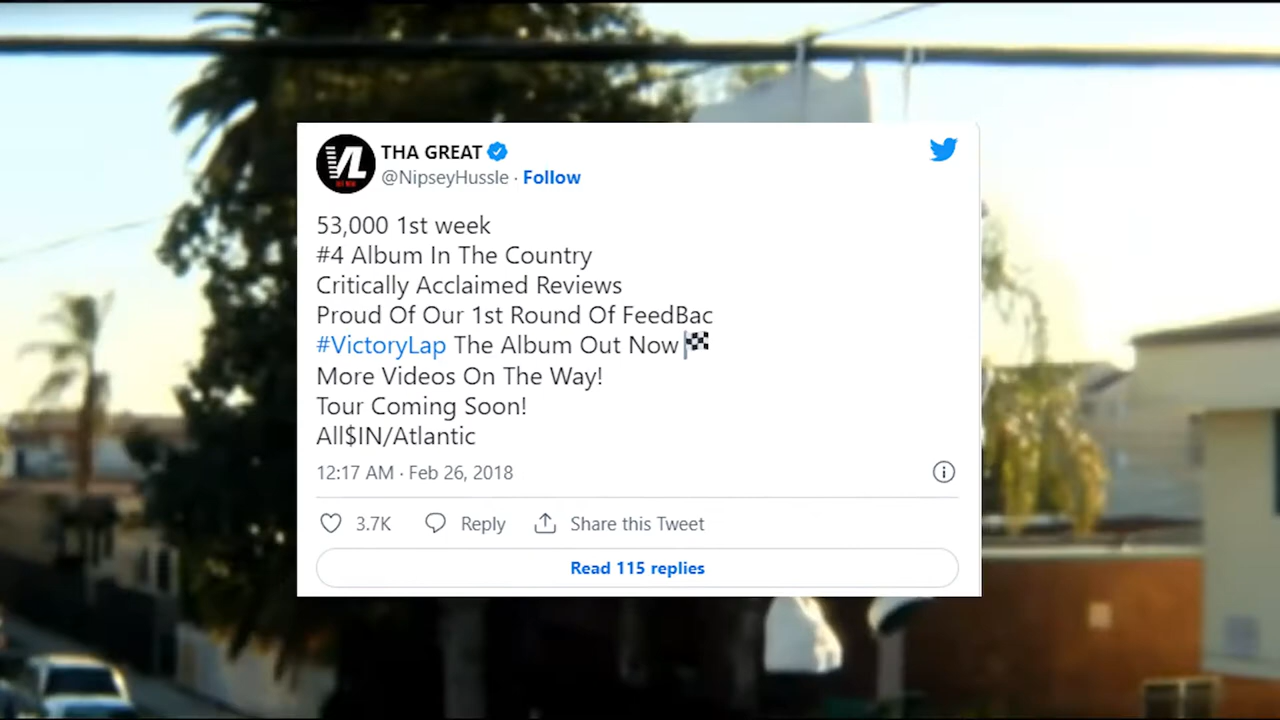 THA GREAT
@NipseyHussle · Follow
53,000 1st week
#4 Album In The Country
Critically Acclaimed Reviews
Proud Of Our 1st Round Of FeedBac
#VictoryLap The Album Out Now🏁
More Videos On The Way!
Tour Coming Soon!
All$IN/Atlantic
12:17 AM · Feb 26, 2018
3.7K Reply Share this Tweet
Read 115 replies